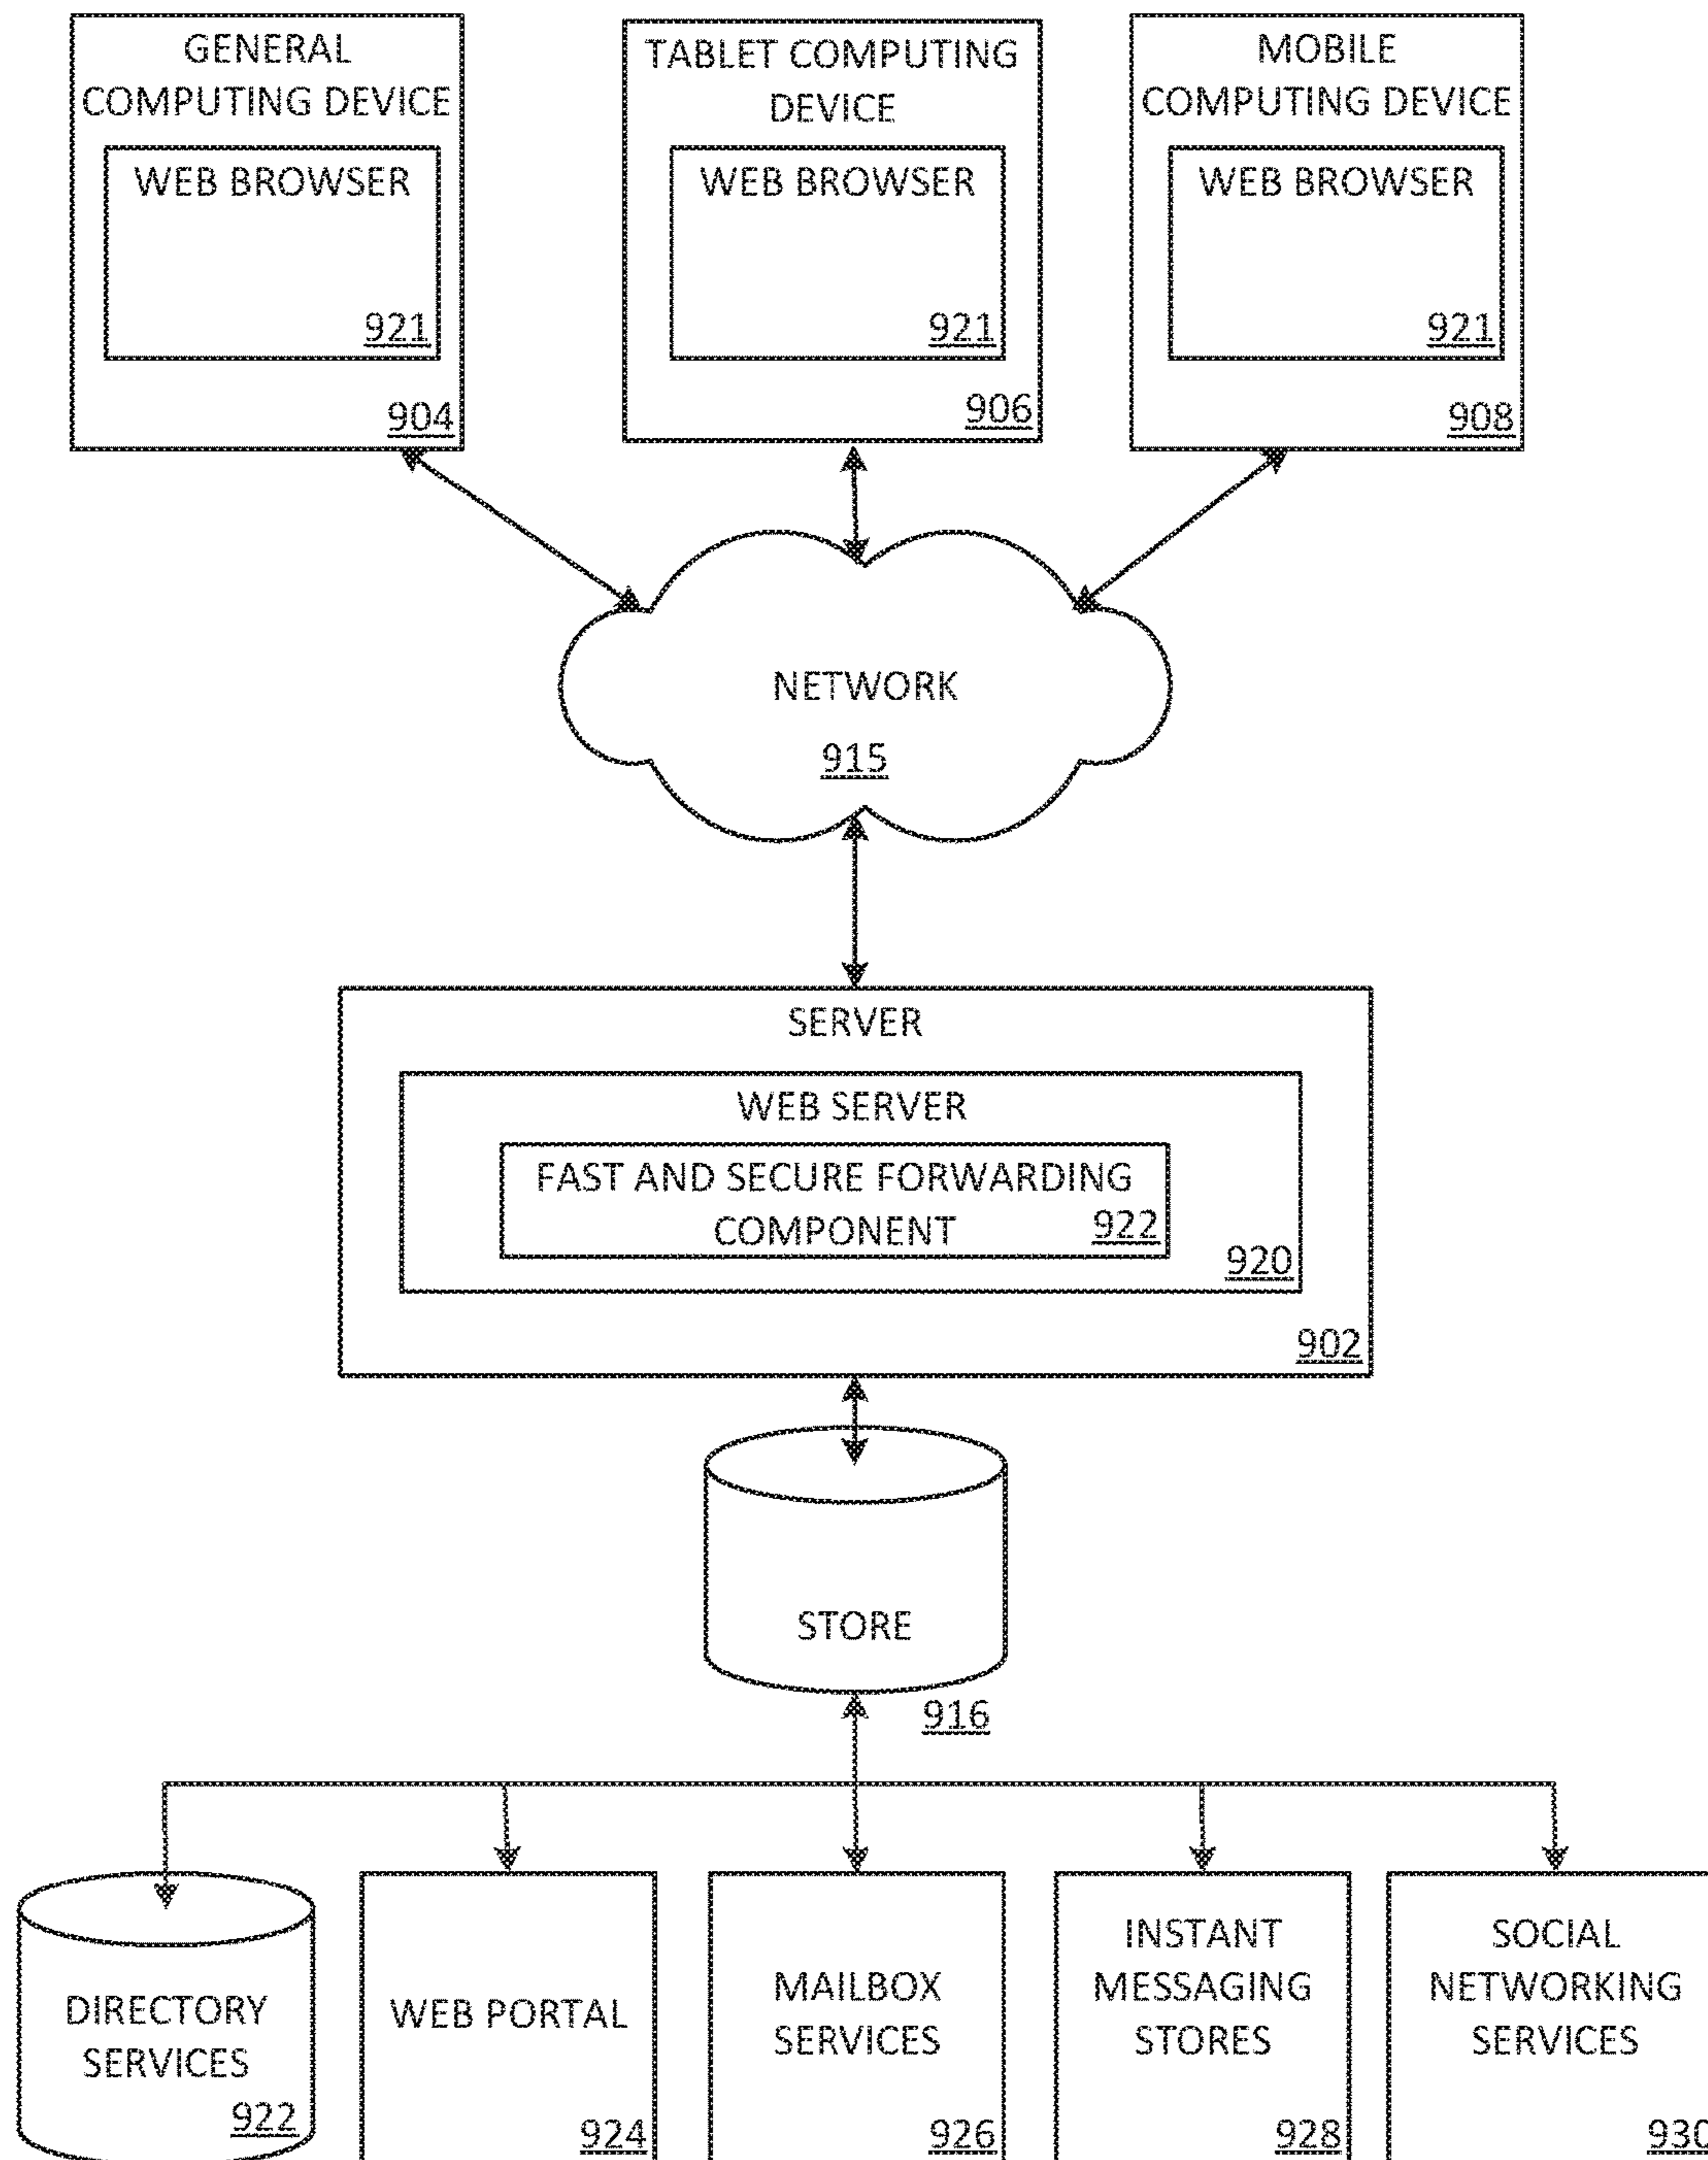 GENERAL
COMPUTING DEVICE
WEB BROWSER
921
904
TABLET COMPUTING
DEVICE
WEB BROWSER
921
906
MOBILE
COMPUTING DEVICE
WEB BROWSER
921
908
NETWORK
915
SERVER
WEB SERVER
FAST AND SECURE FORWARDING
COMPONENT
922
920
902
STORE
916
DIRECTORY
SERVICES
922
WEB PORTAL
924
MAILBOX
SERVICES
926
INSTANT
MESSAGING
STORES
928
SOCIAL
NETWORKING
SERVICES
930